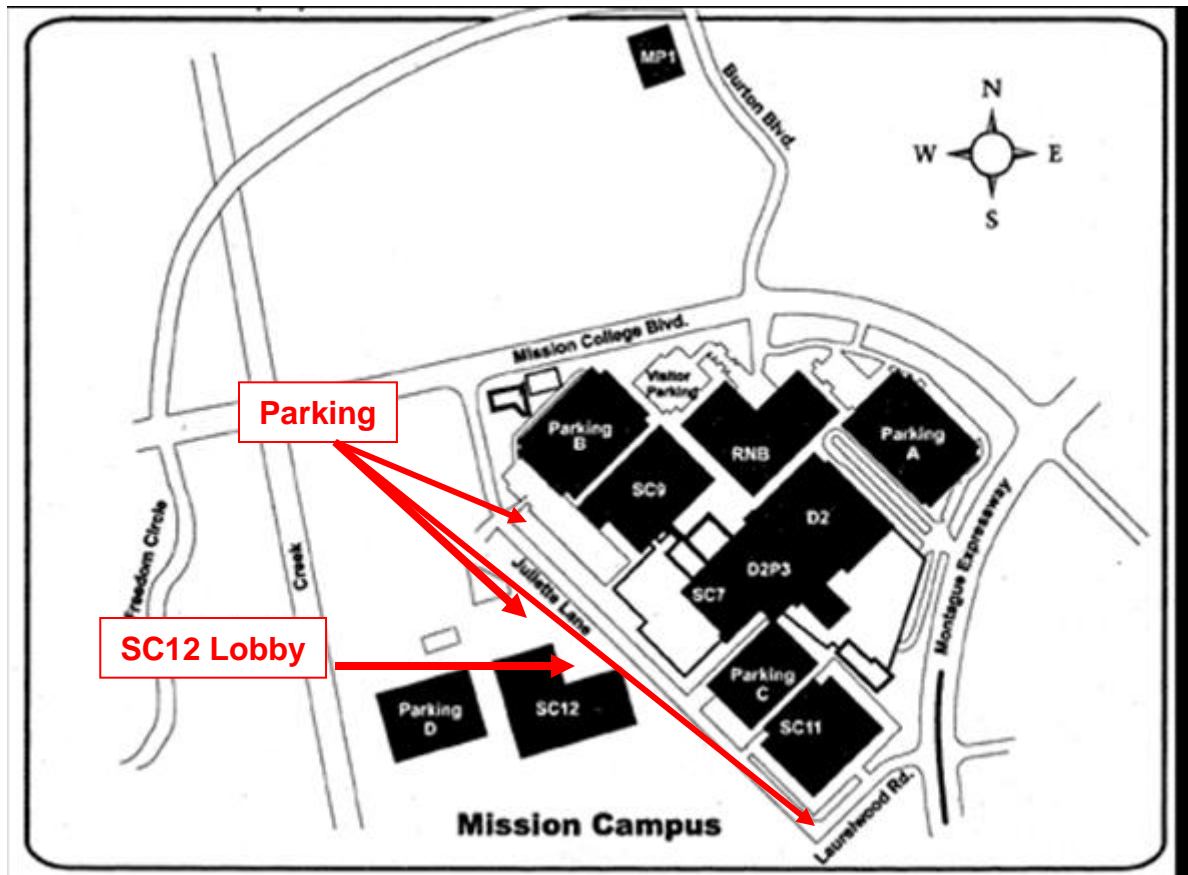 MP1
Burton Blvd.
N
W
E
S
Mission College Blvd.
Parking
Visitor
Parking
Parking
B
RNB
Parking
A
SC9
D2
D2P3
SC7
Freedom Circle
Creek
Juliette Lane
Montague Expressway
SC12 Lobby
Parking
D
SC12
Parking
C
SC11
Laurelwood Rd.
Mission Campus